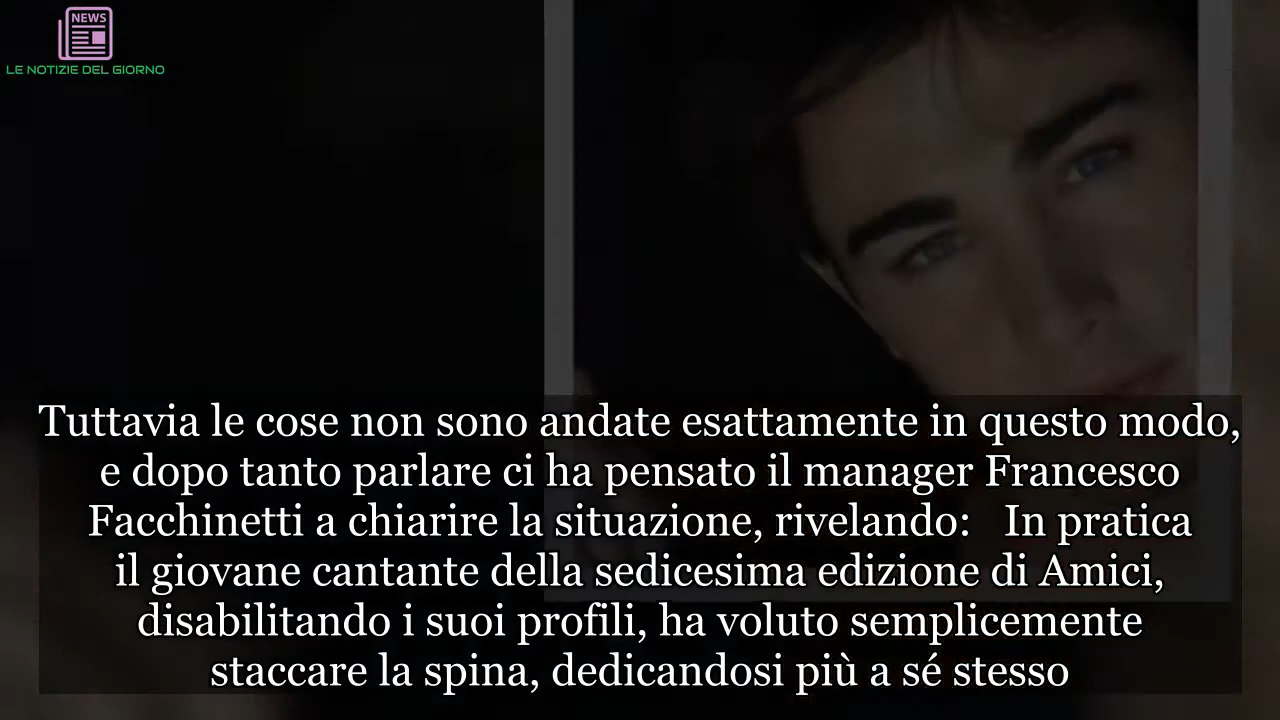 NEWS
LE NOTIZIE DEL GIORNO
Tuttavia le cose non sono andate esattamente in questo modo,
e dopo tanto parlare ci ha pensato il manager Francesco
Facchinetti a chiarire la situazione, rivelando:   In pratica
il giovane cantante della sedicesima edizione di Amici,
disabilitando i suoi profili, ha voluto semplicemente
staccare la spina, dedicandosi più a sé stesso